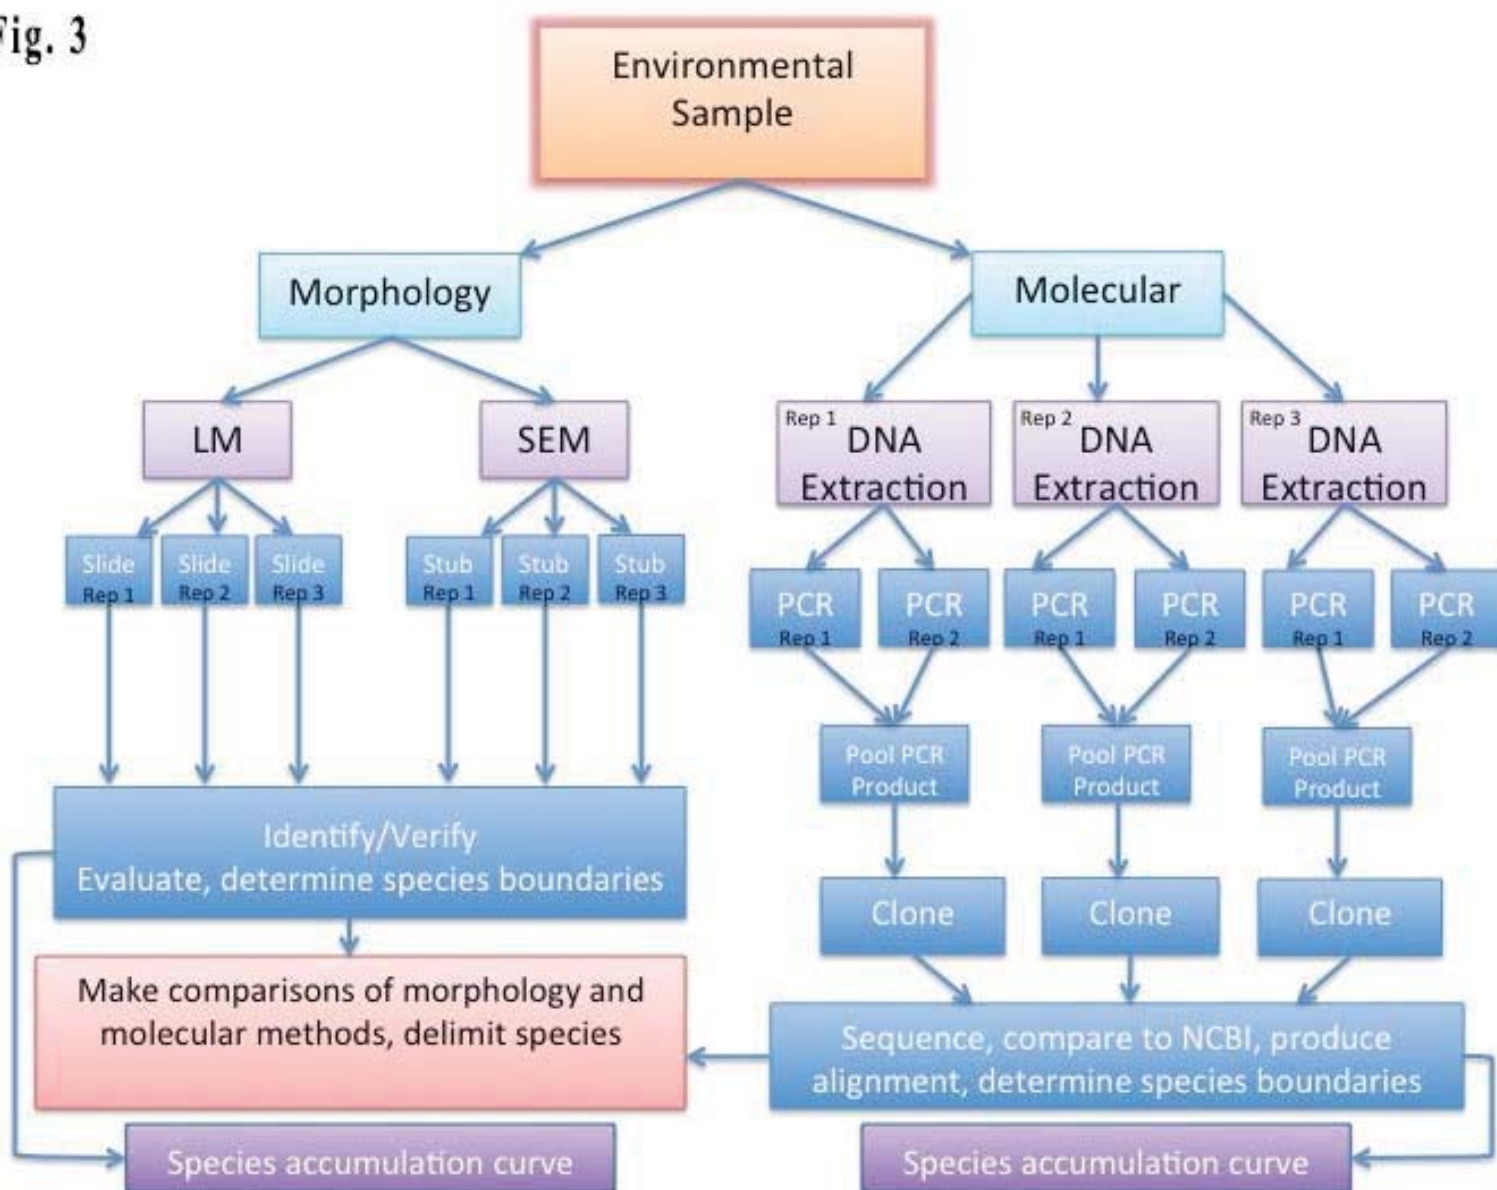 Fig. 3
Environmental
Sample
Morphology
Molecular
LM
SEM
Rep 1 DNA
Extraction
Rep 2 DNA
Extraction
Rep 3 DNA
Extraction
Slide
Rep 1
Slide
Rep 2
Slide
Rep 3
Stub
Rep 1
Stub
Rep 2
Stub
Rep 3
PCR
Rep 1
PCR
Rep 2
PCR
Rep 1
PCR
Rep 2
PCR
Rep 1
PCR
Rep 2
Pool PCR
Product
Pool PCR
Product
Pool PCR
Product
Identify/Verify
Evaluate, determine species boundaries
Clone
Clone
Clone
Make comparisons of morphology and
molecular methods, delimit species
Sequence, compare to NCBI, produce
alignment, determine species boundaries
Species accumulation curve
Species accumulation curve